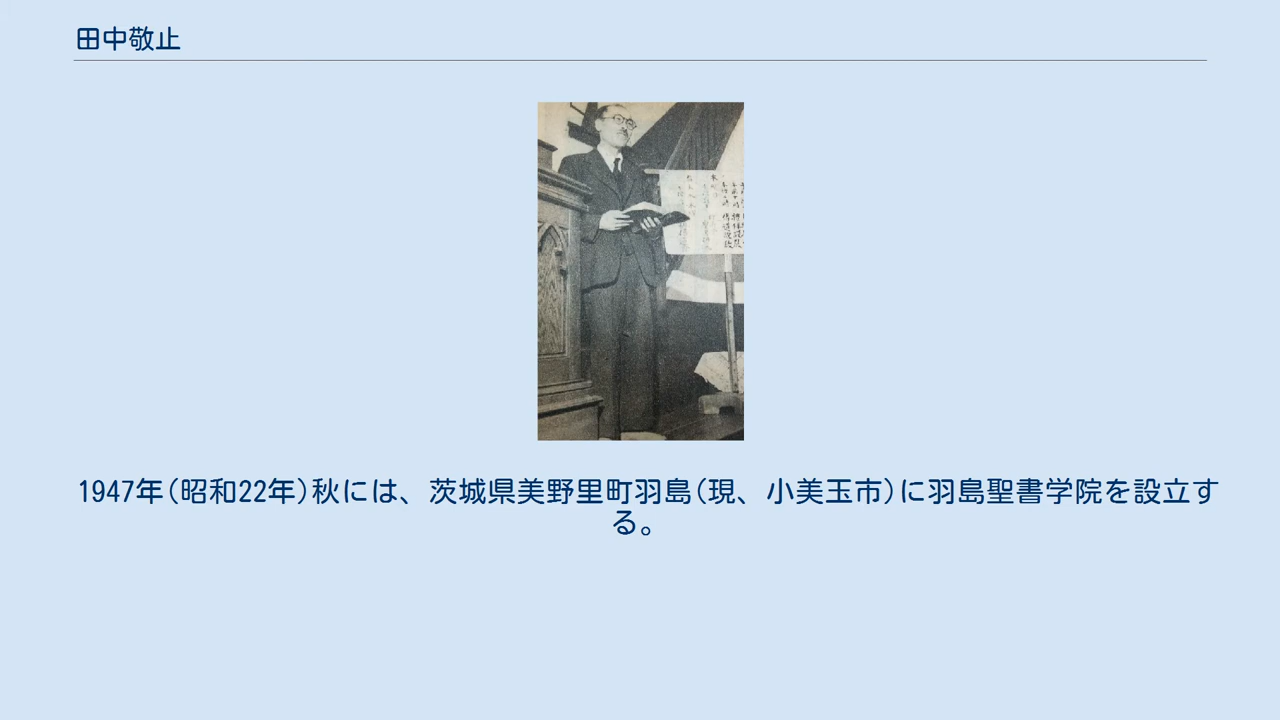 田中敬止
1947年(昭和22年)秋には、茨城県美野里町羽島(現、小美玉市)に羽島聖書学院を設立す
る。